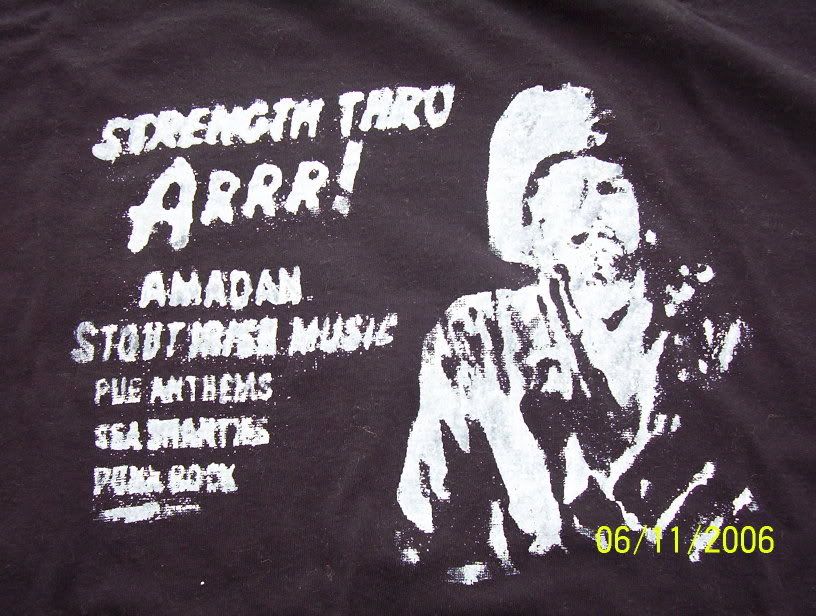 STRENGTH THRU
ARRR!
AMADAN
STOUT IRISH MUSIC
PUB ANTHEMS
SEA SHANTIES
PUNK ROCK
06/11/2006